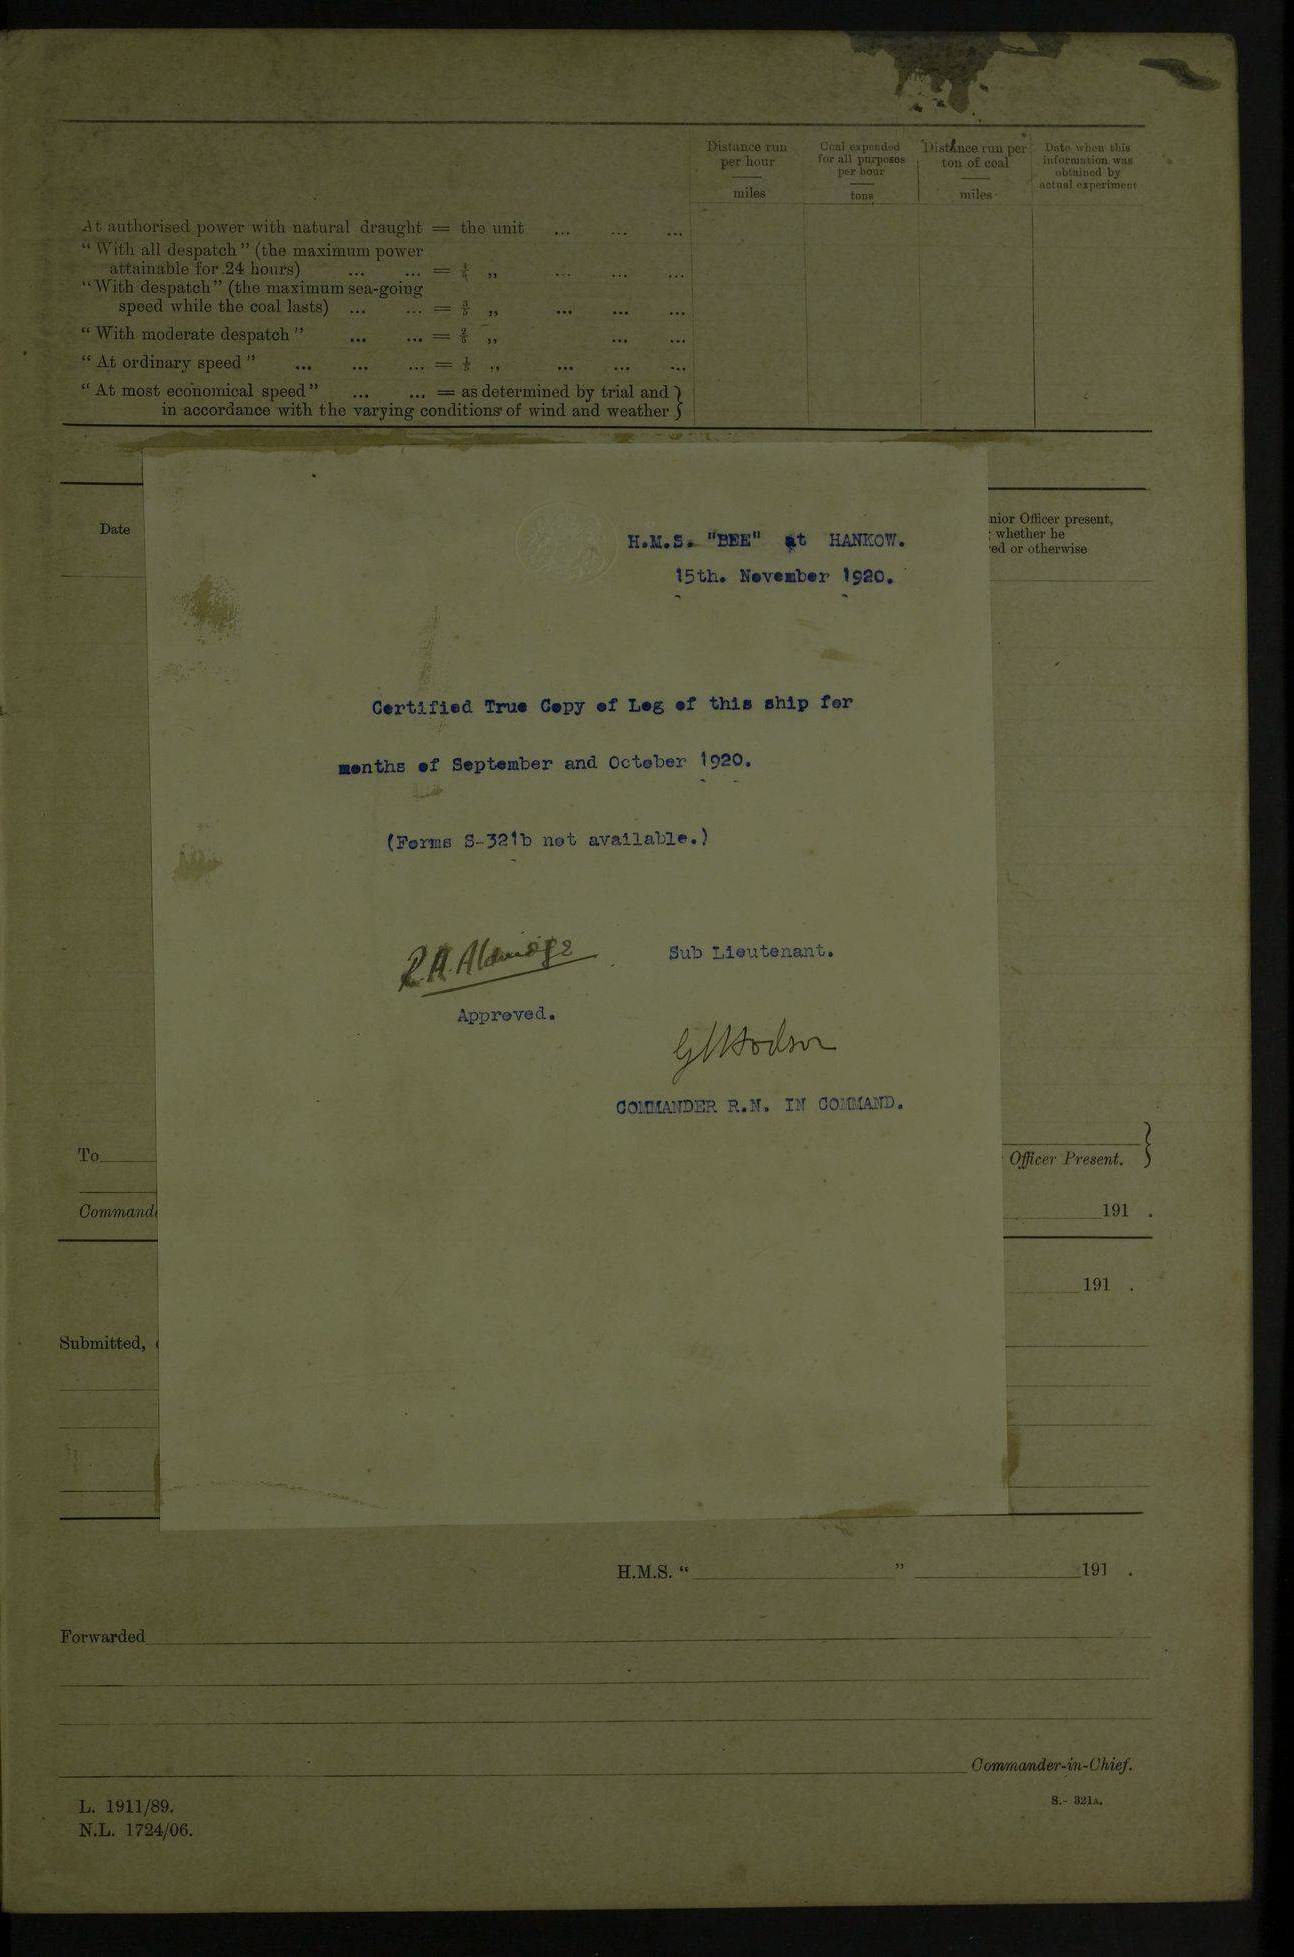 Distance run per hour
miles
Coal expended for all purposes per hour
tons
Distance run per ton of coal
miles
Date when this information was obtained by actual experiment
At authorised power with natural draught = the unit ... ... ...
“ With all despatch ” (the maximum power
attainable for 24 hours) ... ... = ⅘ „ ... ... ...
“ With despatch ” (the maximum sea-going
speed while the coal lasts) ... ... = ⅗ „ ... ... ...
“ With moderate despatch ” ... ... = ⅖ „ ... ...
“ At ordinary speed ” ... ... ... = ⅕ „ ... ... ...
“ At most economical speed ” ... ... = as determined by trial and }
in accordance with the varying conditions of wind and weather }
Date
nior Officer present,
; whether he
ed or otherwise
H.M.S. "BEE" at HANKOW.
15th. November 1920.
Certified True Copy of Log of this ship for
months of September and October 1920.
(Forms S-321b not available.)
R.A. Aldridge Sub Lieutenant.
Approved.
G Hodson
COMMANDER R.N. IN COMMAND.
To
Officer Present. }
Commande
191 .
191 .
Submitted,
H.M.S. “ ” 191 .
Forwarded
Commander-in-Chief.
L. 1911/89.
N.L. 1724/06.
S.- 321A.